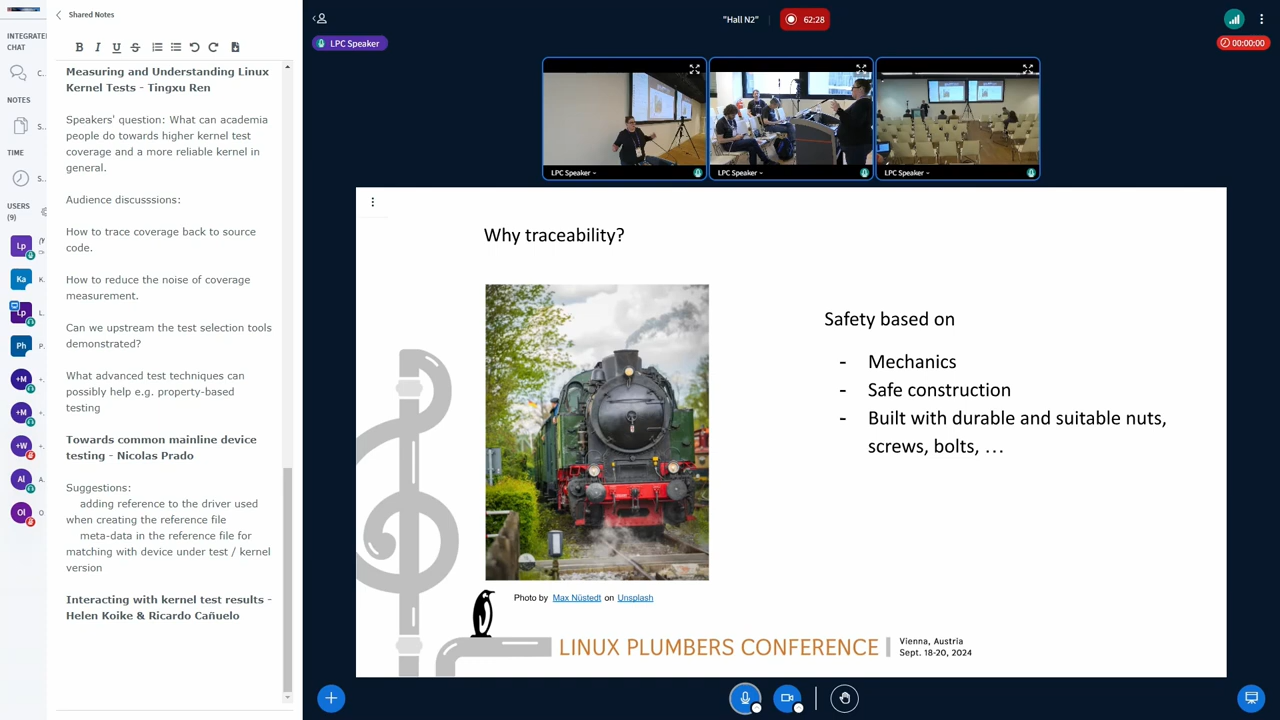 Shared Notes
INTEGRATE
CHAT
C..
NOTES
S..
TIME
S..
USERS
(9)
Lp
Ka
K.
Lp
L.
Ph
P.
+M
+.
+M
+.
+W
+.
Al
+.
Ol
O
B I U S
Measuring and Understanding Linux
Kernel Tests - Tingxu Ren
Speakers' question: What can academia
people do towards higher kernel test
coverage and a more reliable kernel in
general.
Audience discusssions:
How to trace coverage back to source
code.
How to reduce the noise of coverage
measurement.
Can we upstream the test selection tools
demonstrated?
What advanced test techniques can
possibly help e.g. property-based
testing
Towards common mainline device
testing - Nicolas Prado
Suggestions:
adding reference to the driver used
when creating the reference file
meta-data in the reference file for
matching with device under test / kernel
version
Interacting with kernel test results -
Helen Koike & Ricardo Cañuelo
"Hall N2"
62:28
00:00:00
LPC Speaker
LPC Speaker
LPC Speaker
LPC Speaker
Why traceability?
Safety based on
- Mechanics
- Safe construction
- Built with durable and suitable nuts,
screws, bolts, …
Photo by Max Nüstedt on Unsplash
LINUX PLUMBERS CONFERENCE
Vienna, Austria
Sept. 18-20, 2024